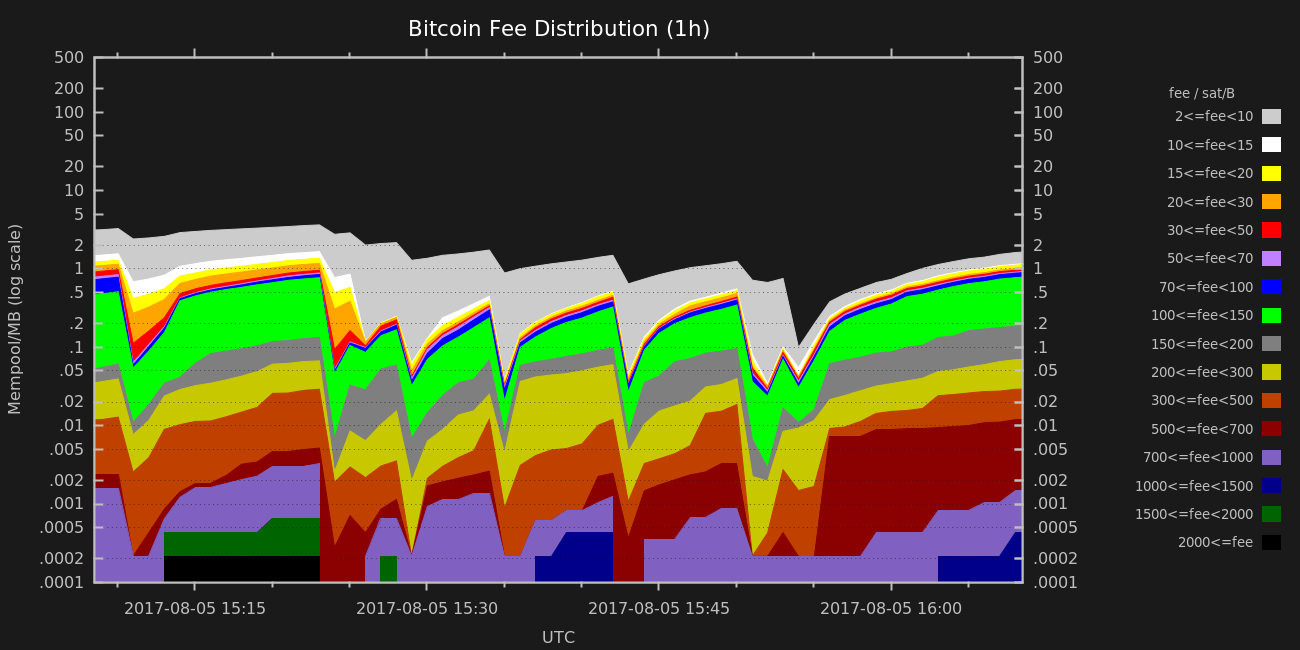 Bitcoin Fee Distribution (1h)
Mempool/MB (log scale)
500
200
100
50
20
10
5
2
1
.5
.2
.1
.05
.02
.01
.005
.002
.001
.0005
.0002
.0001
500
200
100
50
20
10
5
2
1
.5
.2
.1
.05
.02
.01
.005
.002
.001
.0005
.0002
.0001
fee / sat/B
2<=fee<10
10<=fee<15
15<=fee<20
20<=fee<30
30<=fee<50
50<=fee<70
70<=fee<100
100<=fee<150
150<=fee<200
200<=fee<300
300<=fee<500
500<=fee<700
700<=fee<1000
1000<=fee<1500
1500<=fee<2000
2000<=fee
2017-08-05 15:15 2017-08-05 15:30 2017-08-05 15:45 2017-08-05 16:00
UTC